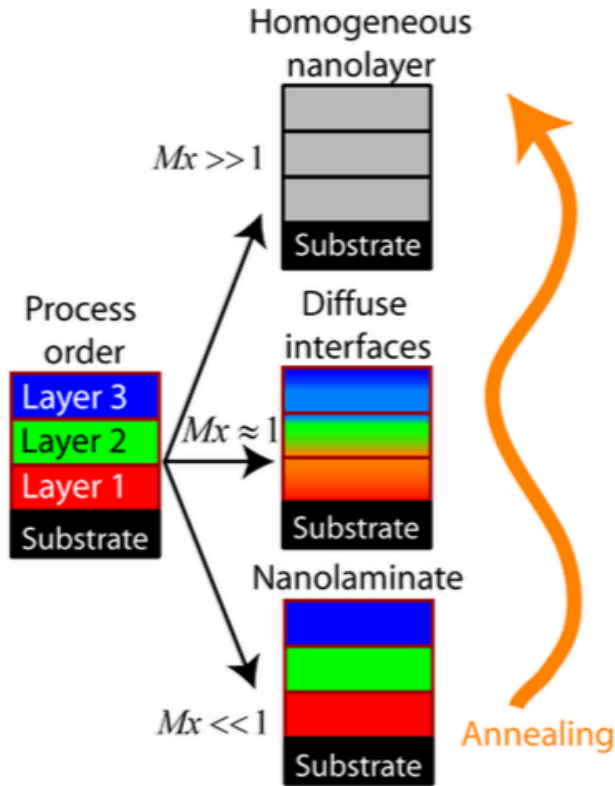 Homogeneous
nanolayer
Mx >> 1
Substrate
Process
order
Layer 3
Layer 2
Layer 1
Substrate
Diffuse
interfaces
Mx ≈ 1
Substrate
Nanolaminate
Mx << 1
Substrate
Annealing